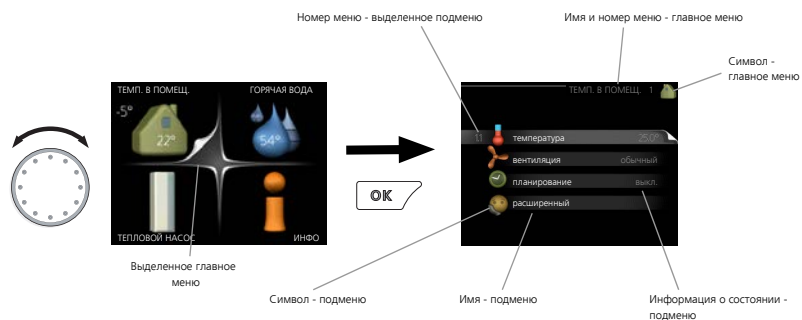 Номер меню - выделенное подменю
Имя и номер меню - главное меню
Символ -
главное меню
ТЕМП. В ПОМЕЩ.
ГОРЯЧАЯ ВОДА
-5°
22°
54°
ТЕПЛОВОЙ НАСОС
ИНФО
OK
ТЕМП. В ПОМЕЩ. 1
1.1 температура 25.0°
вентиляция обычный
планирование выкл.
расширенный
Выделенное главное
меню
Символ - подменю
Имя - подменю
Информация о состоянии -
подменю